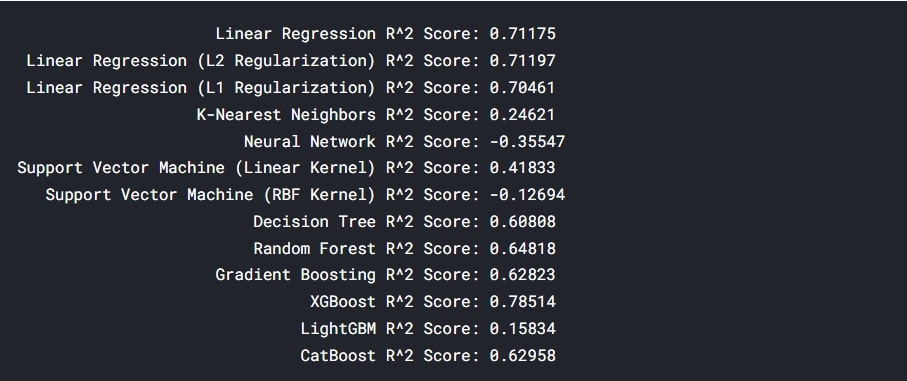 Linear Regression R^2 Score: 0.71175
Linear Regression (L2 Regularization) R^2 Score: 0.71197
Linear Regression (L1 Regularization) R^2 Score: 0.70461
K-Nearest Neighbors R^2 Score: 0.24621
Neural Network R^2 Score: -0.35547
Support Vector Machine (Linear Kernel) R^2 Score: 0.41833
Support Vector Machine (RBF Kernel) R^2 Score: -0.12694
Decision Tree R^2 Score: 0.60808
Random Forest R^2 Score: 0.64818
Gradient Boosting R^2 Score: 0.62823
XGBoost R^2 Score: 0.78514
LightGBM R^2 Score: 0.15834
CatBoost R^2 Score: 0.62958